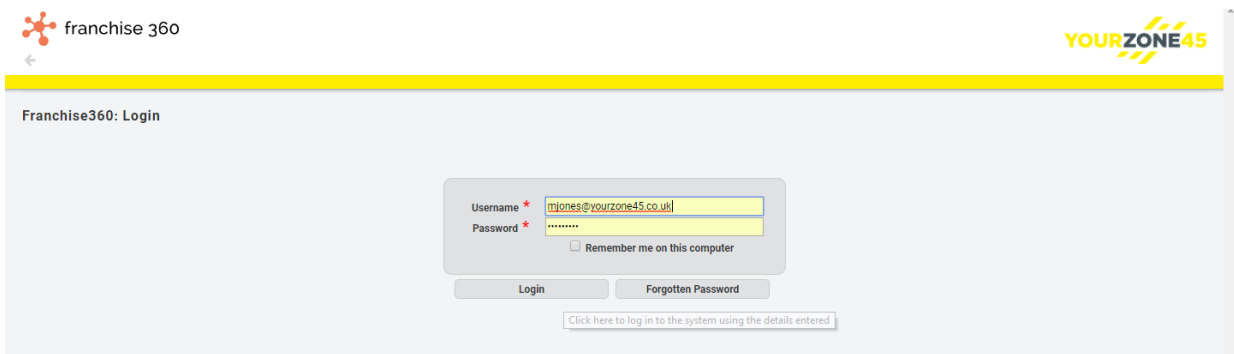 franchise 360
YOURZONE45
Franchise360: Login
Username *
mjones@yourzone45.co.uk
Password *
•••••••••
Remember me on this computer
Login
Forgotten Password
Click here to log in to the system using the details entered